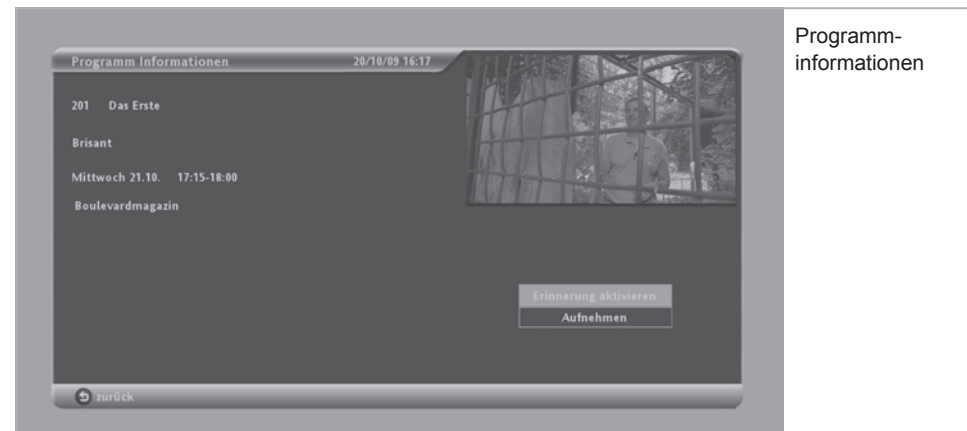 Programm-
informationen
Programm Informationen 20/10/09 16:17
201 Das Erste
Brisant
Mittwoch 21.10. 17:15-18:00
Boulevardmagazin
Erinnerung aktivieren
Aufnehmen
zurück